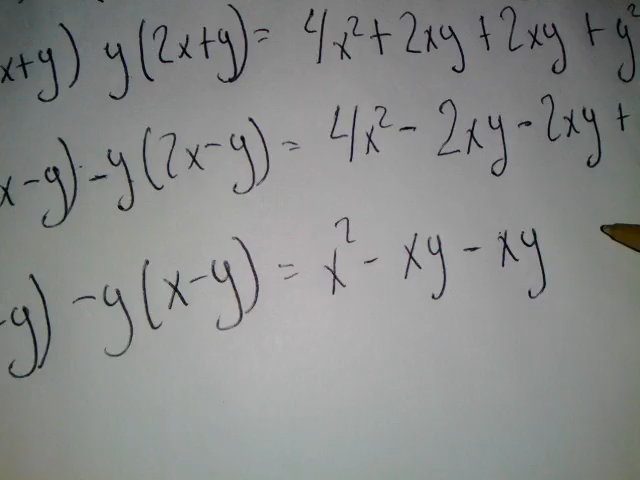 x+y) y(2x+y) = 4x² + 2xy + 2xy + y²
x-y) - y(2x-y) = 4x² - 2xy - 2xy +
-y) - y(x-y) = x² - xy - xy